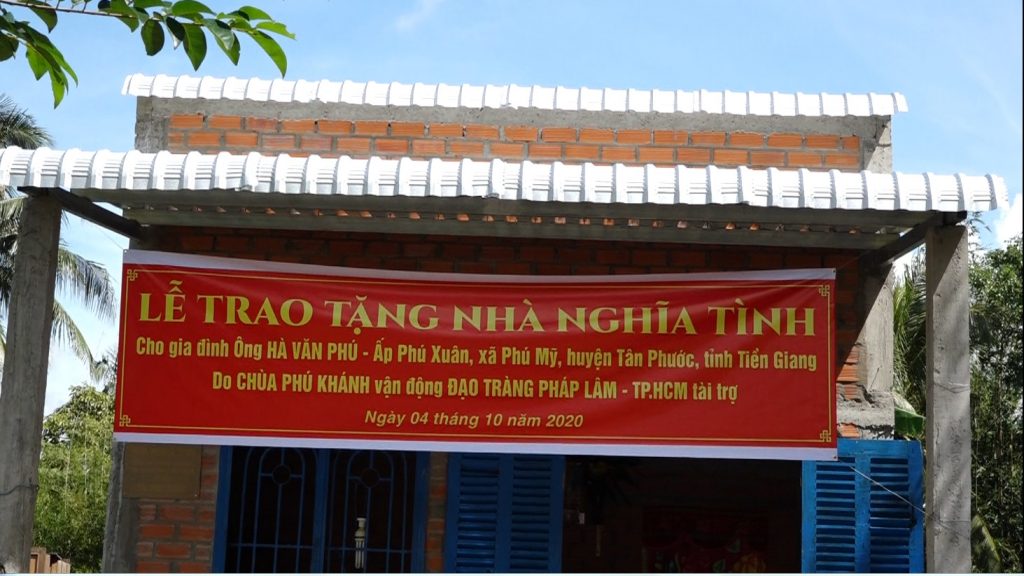 LỄ TRAO TẶNG NHÀ NGHĨA TÌNH
Cho gia đình Ông HÀ VĂN PHÚ - Ấp Phú Xuân, xã Phú Mỹ, huyện Tân Phước, tỉnh Tiền Giang
Do CHÙA PHÚ KHÁNH vận động ĐẠO TRÀNG PHÁP LÂM - TP.HCM tài trợ
Ngày 04 tháng 10 năm 2020